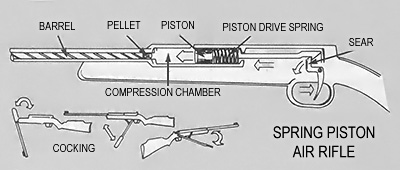 BARREL
PELLET
PISTON
PISTON DRIVE SPRING
SEAR
COMPRESSION CHAMBER
COCKING
SPRING PISTON
AIR RIFLE